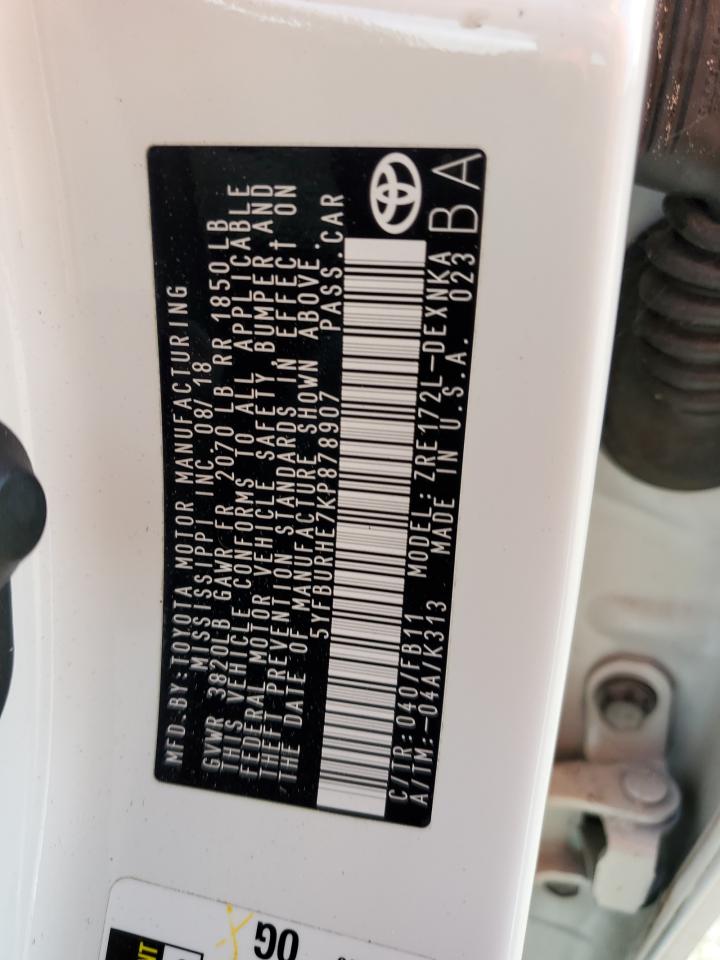 MFD.BY:TOYOTA MOTOR MANUFACTURING
MISSISSIPPI INC 08/18
GVWR 3820LB GAWR FR 2070 LB RR 1850LB
THIS VEHICLE CONFORMS TO ALL APPLICABLE
FEDERAL MOTOR VEHICLE SAFETY, BUMPER,AND
THEFT PREVENTION STANDARDS IN EFFECT ON
THE DATE OF MANUFACTURE SHOWN ABOVE.
5YFBURHE7KP878907 PASS.CAR
C/TR:040/FB11 MODEL:ZRE172L-DEXNKA
A/TM:-04A/K313 MADE IN U.S.A. 023
BA
OG